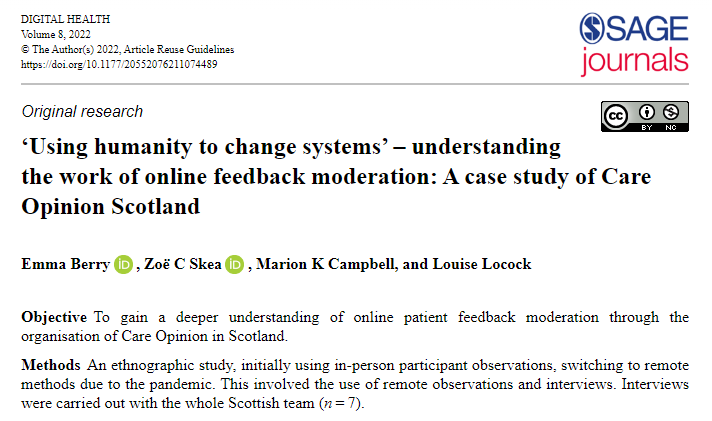 DIGITAL HEALTH
Volume 8, 2022
© The Author(s) 2022, Article Reuse Guidelines
https://doi.org/10.1177/20552076211074489
SAGE
journals
Original research
CC BY NC
‘Using humanity to change systems’ – understanding
the work of online feedback moderation: A case study of Care
Opinion Scotland
Emma Berry iD , Zoë C Skea iD , Marion K Campbell, and Louise Locock
Objective To gain a deeper understanding of online patient feedback moderation through the
organisation of Care Opinion in Scotland.
Methods An ethnographic study, initially using in-person participant observations, switching to remote
methods due to the pandemic. This involved the use of remote observations and interviews. Interviews
were carried out with the whole Scottish team (n = 7).